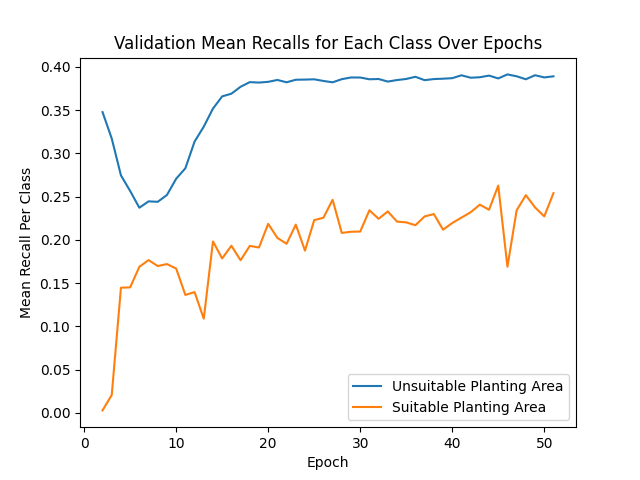 Validation Mean Recalls for Each Class Over Epochs
0.40
0.35
0.30
0.25
0.20
0.15
0.10
0.05
0.00
Mean Recall Per Class
Unsuitable Planting Area
Suitable Planting Area
0 10 20 30 40 50
Epoch